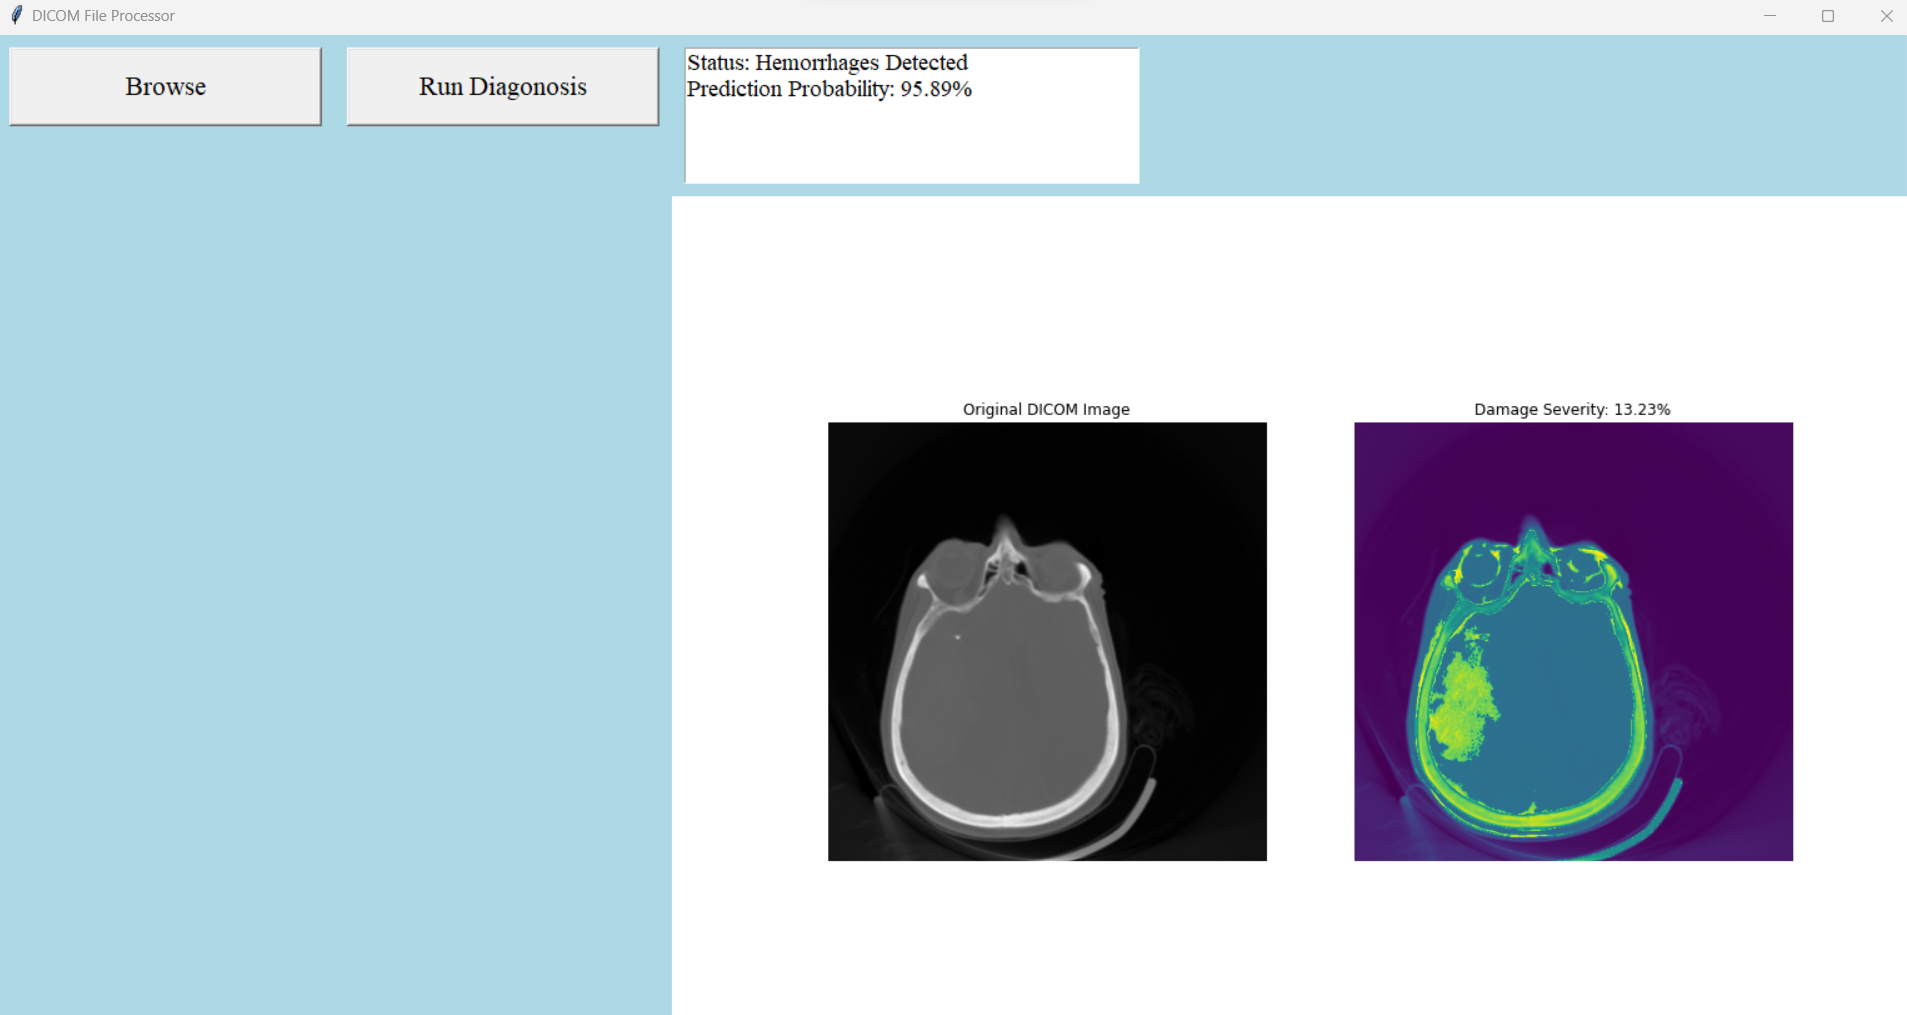 DICOM File Processor
Browse
Run Diagonosis
Status: Hemorrhages Detected
Prediction Probability: 95.89%
Original DICOM Image
Damage Severity: 13.23%